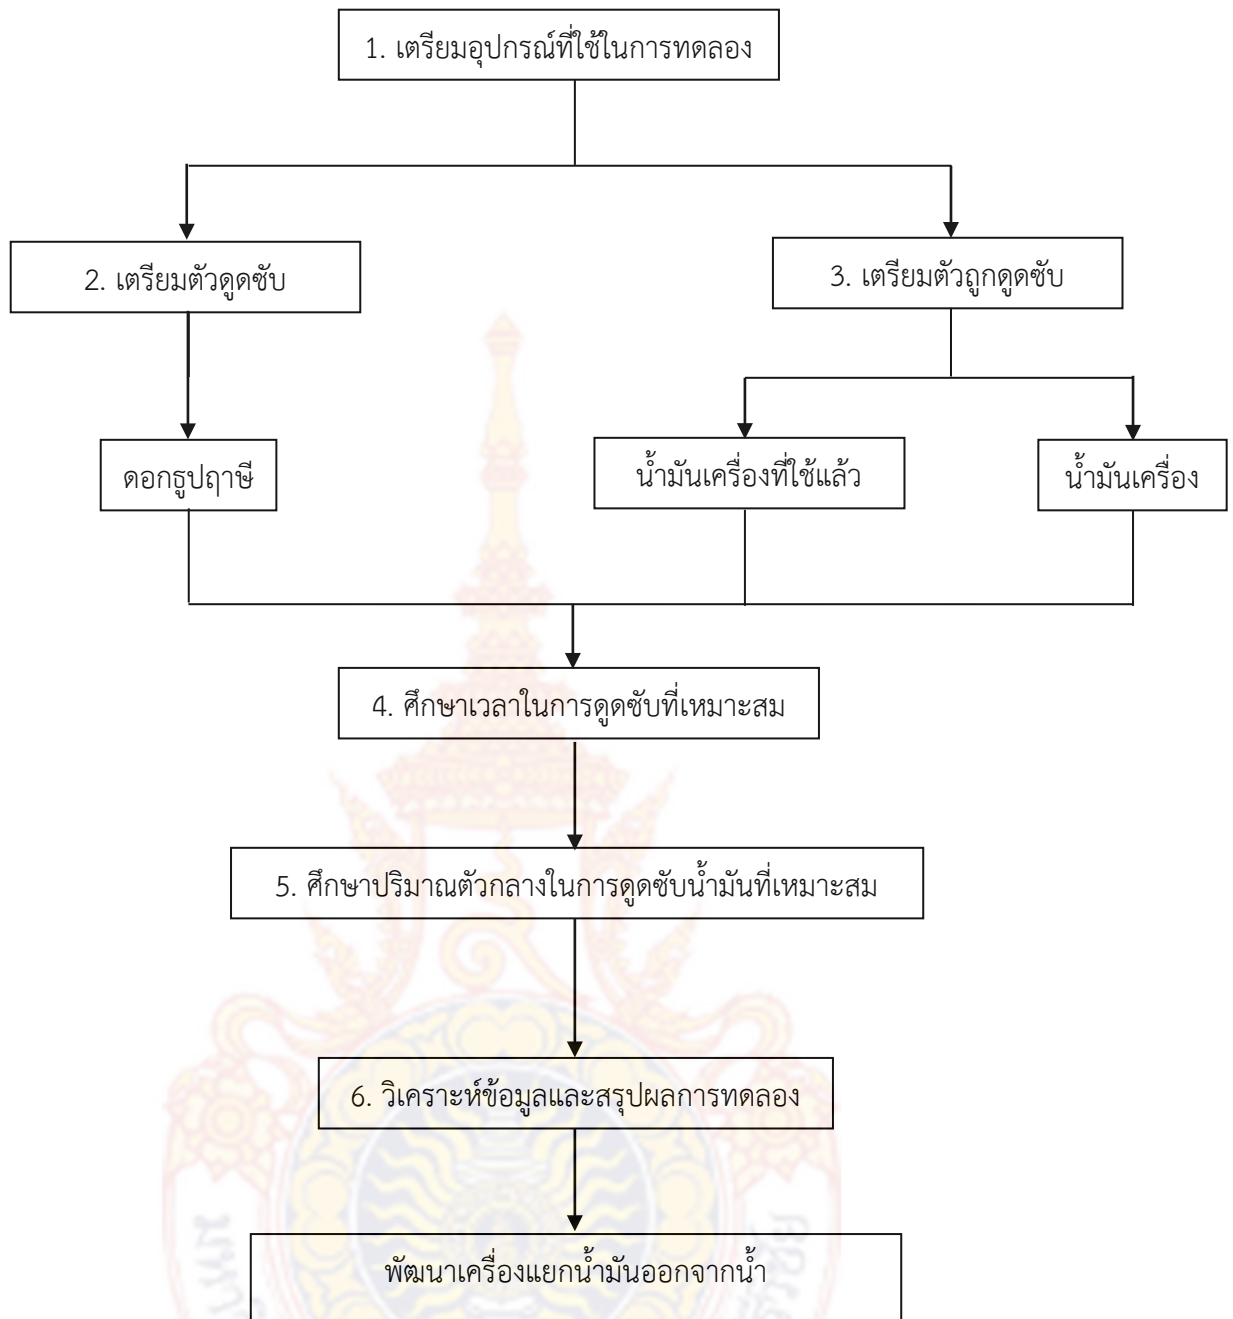 1. เตรียมอุปกรณ์ที่ใช้ในการทดลอง
2. เตรียมตัวดูดซับ
3. เตรียมตัวถูกดูดซับ
ดอกธูปฤาษี
น้ำมันเครื่องที่ใช้แล้ว
น้ำมันเครื่อง
4. ศึกษาเวลาในการดูดซับที่เหมาะสม
5. ศึกษาปริมาณตัวกลางในการดูดซับน้ำมันที่เหมาะสม
6. วิเคราะห์ข้อมูลและสรุปผลการทดลอง
พัฒนาเครื่องแยกน้ำมันออกจากน้ำ